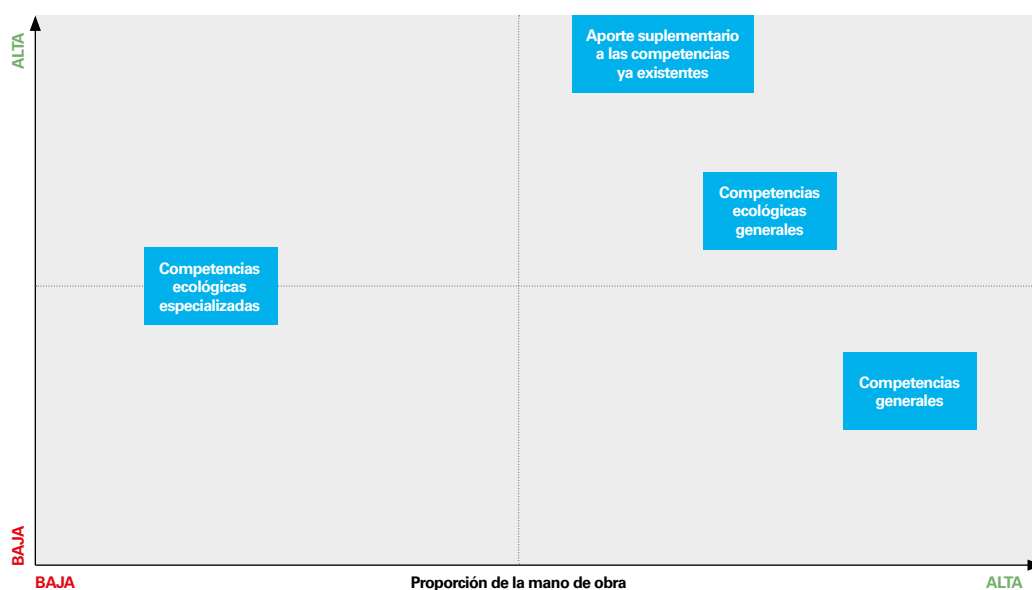 ALTA
Aporte suplementario
a las competencias
ya existentes
Competencias
ecológicas
generales
Competencias
ecológicas
especializadas
Competencias
generales
BAJA
BAJA
Proporción de la mano de obra
ALTA